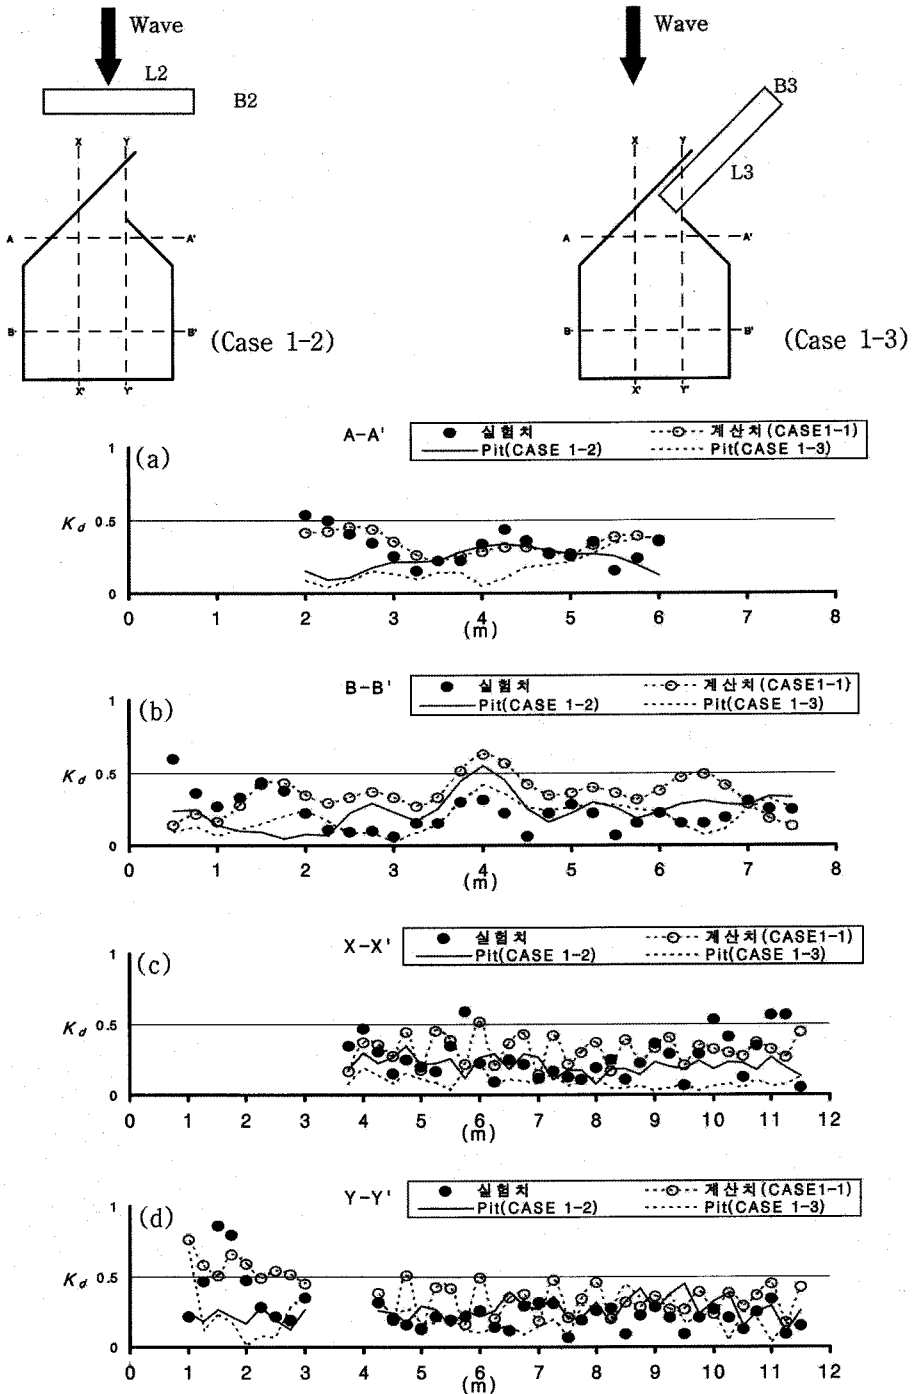 Wave
L2
B2
X
Y
A
A'
B
B'
X'
Y'
(Case 1-2)
Wave
B3
L3
X
Y
A
A'
B
B'
X'
Y'
(Case 1-3)
(a)
A-A'
실험치
계산치(CASE1-1)
Pit(CASE 1-2)
Pit(CASE 1-3)
1
Kd 0.5
0
0 1 2 3 4 5 6 7 8
(m)
(b)
B-B'
실험치
계산치(CASE1-1)
Pit(CASE 1-2)
Pit(CASE 1-3)
1
Kd 0.5
0
0 1 2 3 4 5 6 7 8
(m)
(c)
X-X'
실험치
계산치(CASE1-1)
Pit(CASE 1-2)
Pit(CASE 1-3)
1
Kd 0.5
0
0 1 2 3 4 5 6 7 8 9 10 11 12
(m)
(d)
Y-Y'
실험치
계산치(CASE1-1)
Pit(CASE 1-2)
Pit(CASE 1-3)
1
Kd 0.5
0
0 1 2 3 4 5 6 7 8 9 10 11 12
(m)